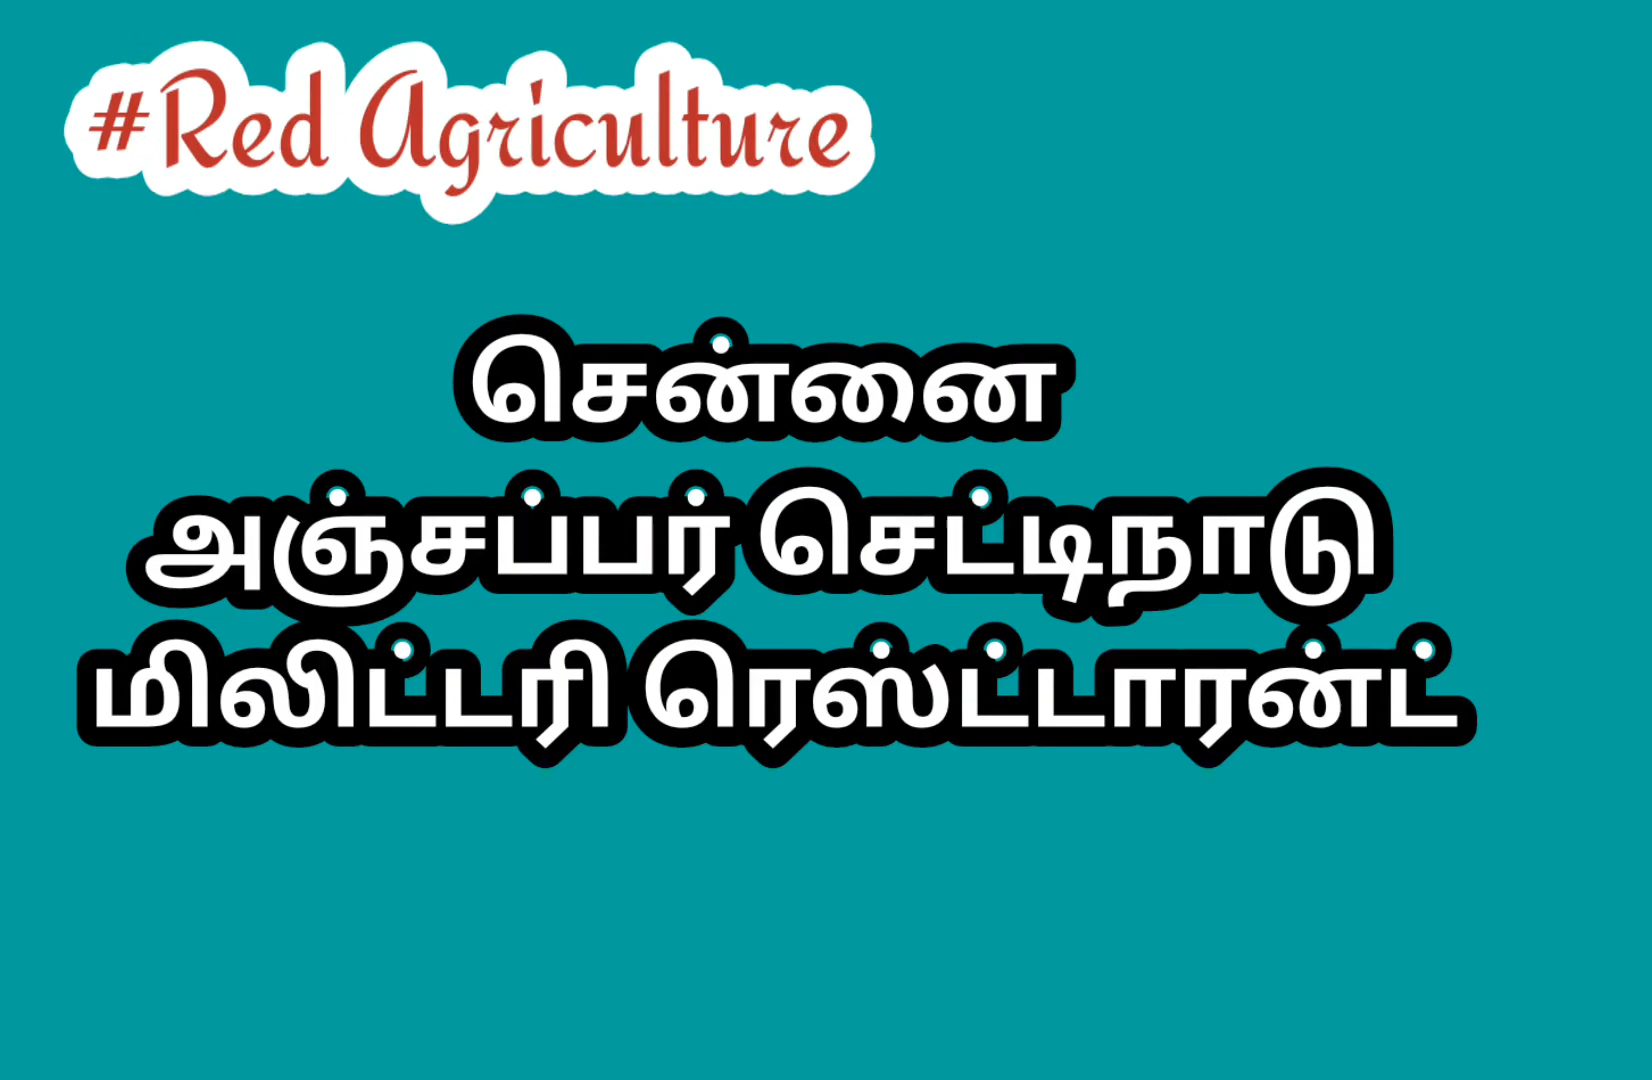 #Red Agriculture
சென்னை
அஞ்சப்பர் செட்டிநாடு
மிலிட்டரி ரெஸ்ட்டாரன்ட்